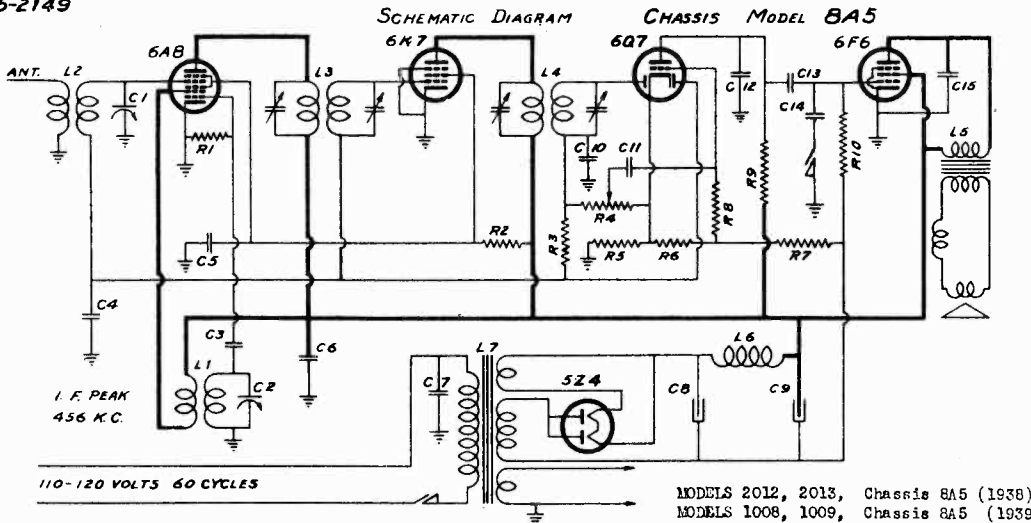 5-2149
SCHEMATIC DIAGRAM
CHASSIS MODEL 8A5
6A8
6K7
6Q7
6F6
ANT.
L2
C1
L3
L4
C12
C13
C14
C15
C10
C11
L5
R1
R9
R10
R4
R8
R2
R3
R5
R6
R7
C5
C4
C3
C6
L1
C2
L7
C7
5Z4
L6
C8
C9
I. F. PEAK
456 K.C.
110-120 VOLTS 60 CYCLES
MODELS 2012, 2013, Chassis 8A5 (1938)
MODELS 1008, 1009, Chassis 8A5 (1939